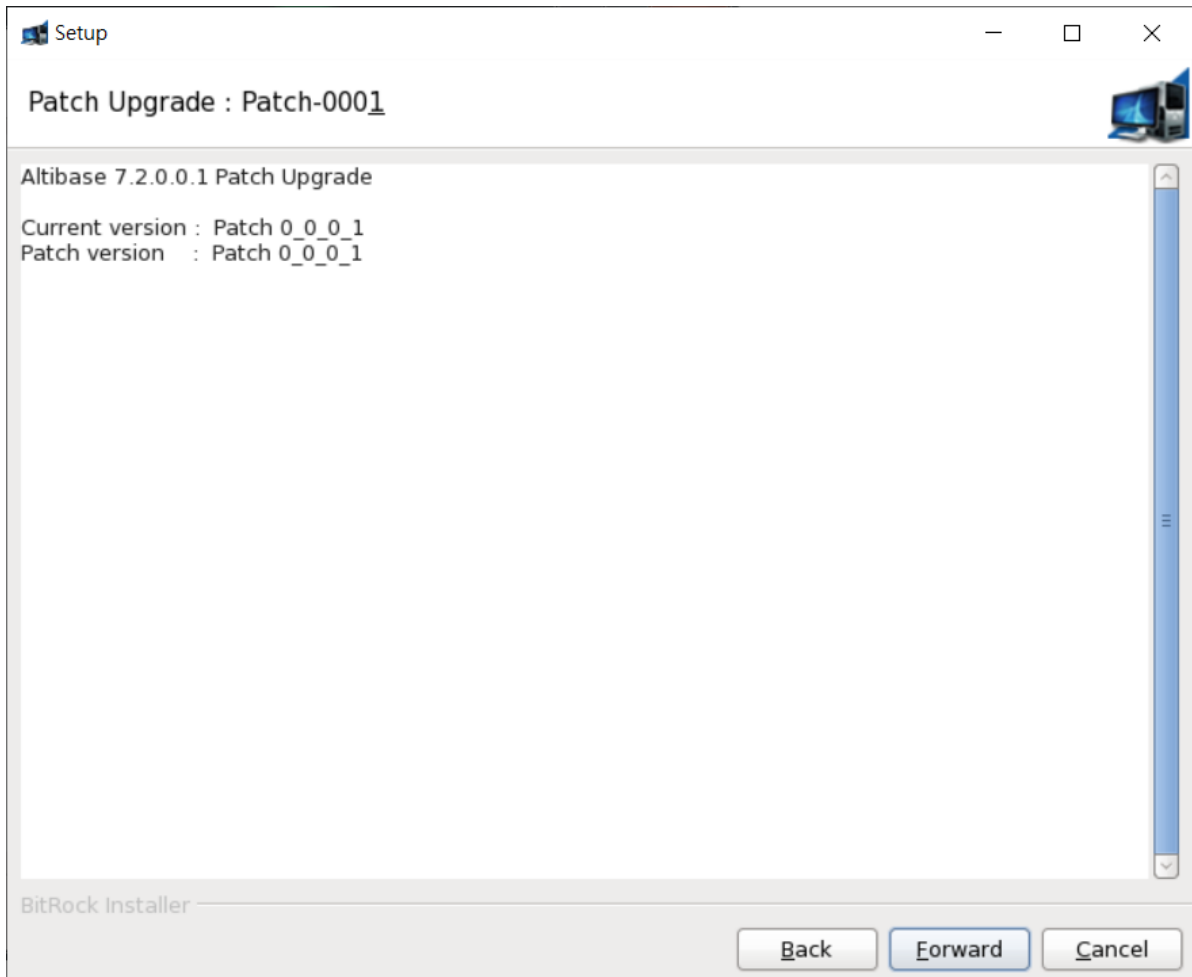 Setup
Patch Upgrade : Patch-0001
Altibase 7.2.0.0.1 Patch Upgrade
Current version :  Patch 0_0_0_1
Patch version    :  Patch 0_0_0_1
BitRock Installer
Back
Forward
Cancel